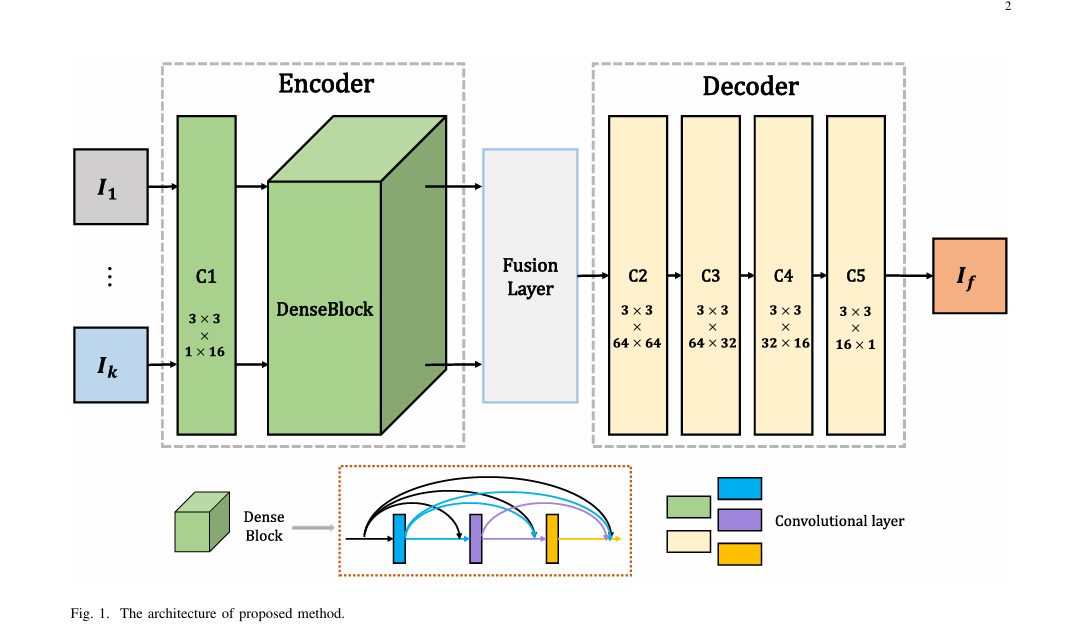 2
Encoder
Decoder
I₁
⋮
Iₖ
C1
3 × 3
×
1 × 16
DenseBlock
Fusion
Layer
C2
3 × 3
×
64 × 64
C3
3 × 3
×
64 × 32
C4
3 × 3
×
32 × 16
C5
3 × 3
×
16 × 1
I_f
Dense
Block
Convolutional layer
Fig. 1. The architecture of proposed method.